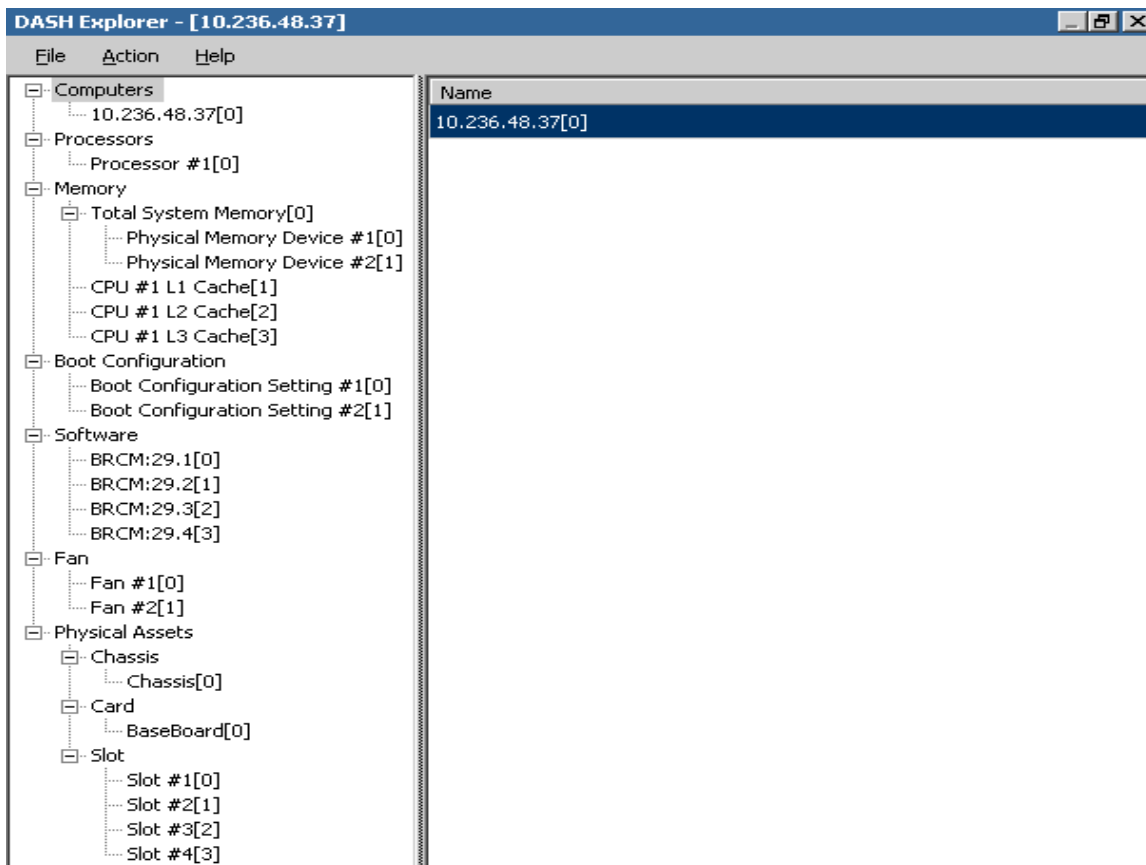 DASH Explorer - [10.236.48.37]
File Action Help
Computers
10.236.48.37[0]
Processors
Processor #1[0]
Memory
Total System Memory[0]
Physical Memory Device #1[0]
Physical Memory Device #2[1]
CPU #1 L1 Cache[1]
CPU #1 L2 Cache[2]
CPU #1 L3 Cache[3]
Boot Configuration
Boot Configuration Setting #1[0]
Boot Configuration Setting #2[1]
Software
BRCM:29.1[0]
BRCM:29.2[1]
BRCM:29.3[2]
BRCM:29.4[3]
Fan
Fan #1[0]
Fan #2[1]
Physical Assets
Chassis
Chassis[0]
Card
BaseBoard[0]
Slot
Slot #1[0]
Slot #2[1]
Slot #3[2]
Slot #4[3]
Name
10.236.48.37[0]